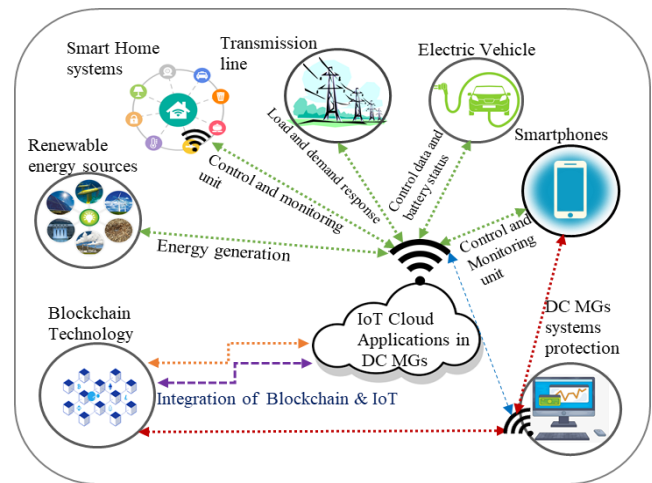 Smart Home
systems
Transmission
line
Electric Vehicle
Smartphones
Renewable
energy sources
Control and monitoring
unit
Load and demand response
Control data and
battery status
Control and
Monitoring
unit
Energy generation
Blockchain
Technology
IoT Cloud
Applications in
DC MGs
DC MGs
systems
protection
Integration of Blockchain & IoT